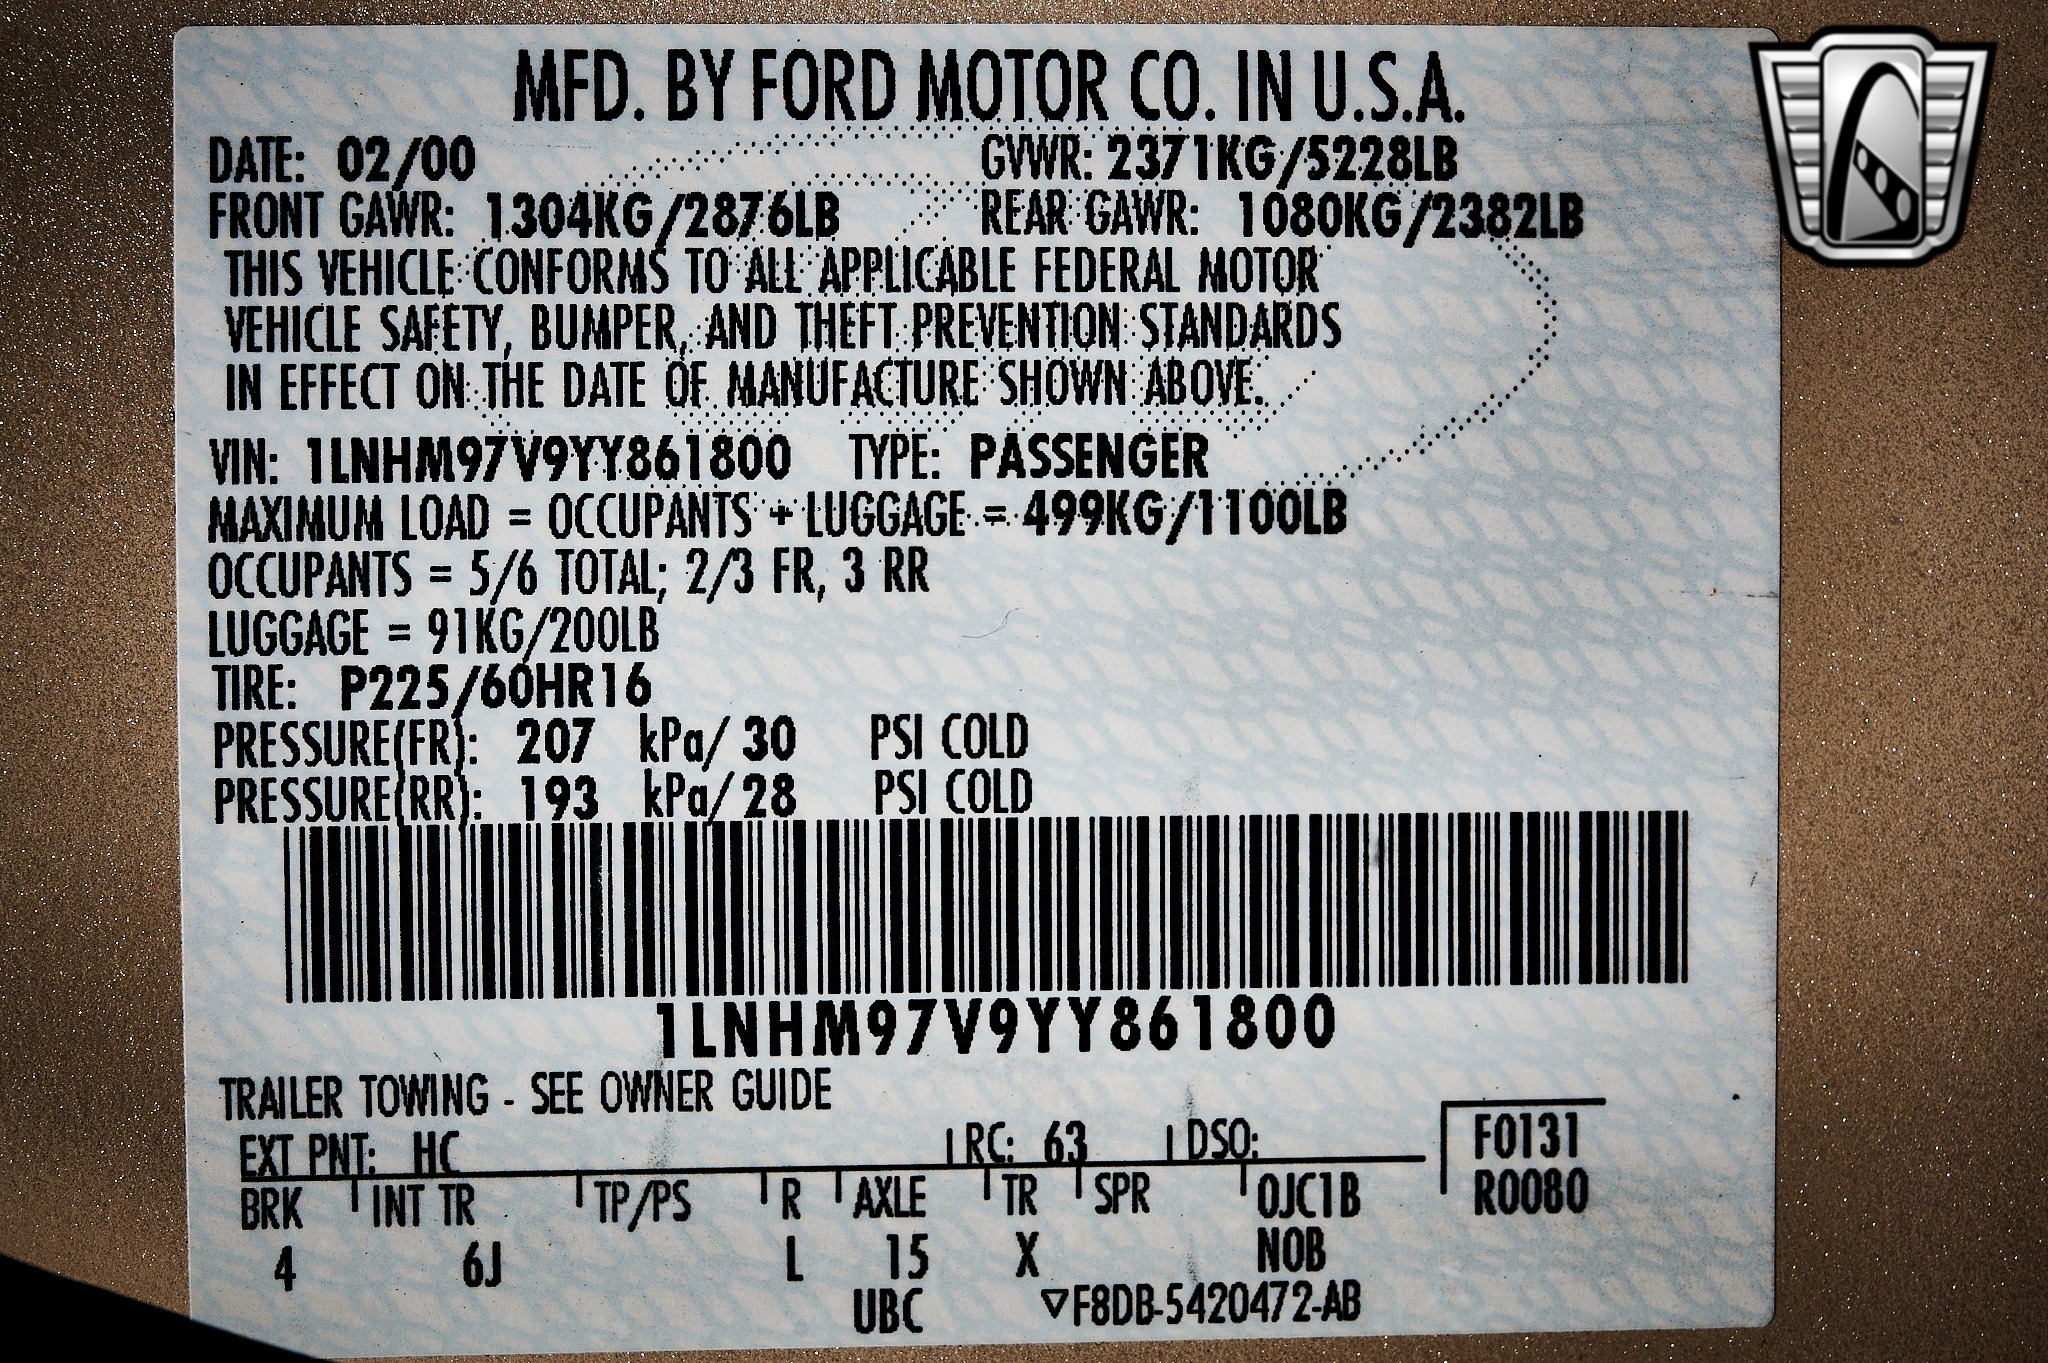 MFD. BY FORD MOTOR CO. IN U.S.A.
DATE: 02/00 GVWR: 2371KG/5228LB
FRONT GAWR: 1304KG/2876LB REAR GAWR: 1080KG/2382LB
THIS VEHICLE CONFORMS TO ALL APPLICABLE FEDERAL MOTOR
VEHICLE SAFETY, BUMPER, AND THEFT PREVENTION STANDARDS
IN EFFECT ON THE DATE OF MANUFACTURE SHOWN ABOVE.
VIN: 1LNHM97V9YY861800 TYPE: PASSENGER
MAXIMUM LOAD = OCCUPANTS + LUGGAGE = 499KG/1100LB
OCCUPANTS = 5/6 TOTAL; 2/3 FR, 3 RR
LUGGAGE = 91KG/200LB
TIRE: P225/60HR16
PRESSURE(FR): 207 kPa/ 30 PSI COLD
PRESSURE(RR): 193 kPa/ 28 PSI COLD
1LNHM97V9YY861800
TRAILER TOWING - SEE OWNER GUIDE
EXT PNT: HC RC: 63 DSO: F0131
BRK INT TR TP/PS R AXLE TR SPR 0JC1B R0080
4 6J L 15 X NOB
UBC ▽F8DB-5420472-AB